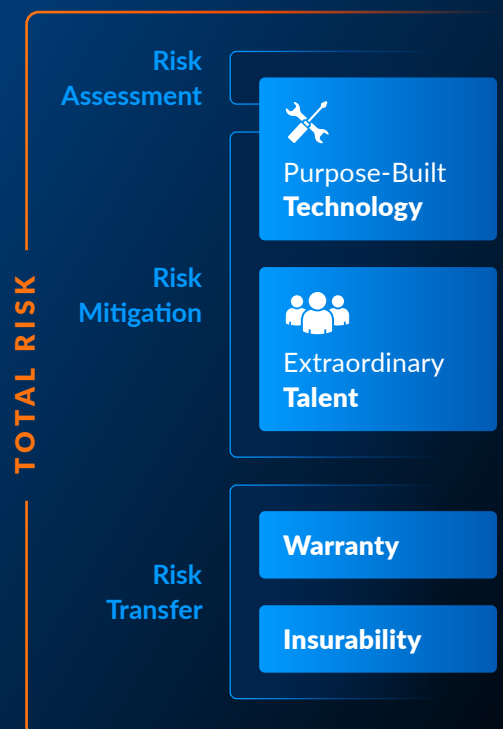 TOTAL RISK
Risk
Assessment
Purpose-Built
Technology
Risk
Mitigation
Extraordinary
Talent
Risk
Transfer
Warranty
Insurability